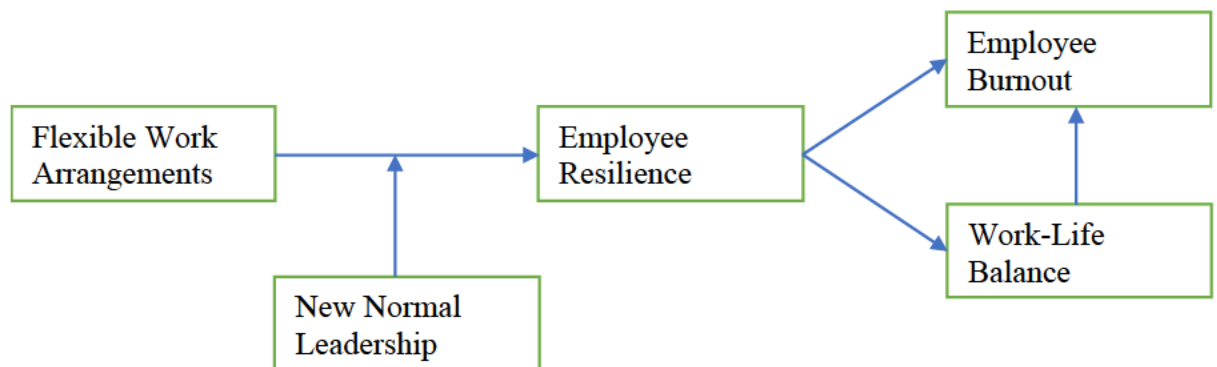 Flexible Work
Arrangements
New Normal
Leadership
Employee
Resilience
Employee
Burnout
Work-Life
Balance